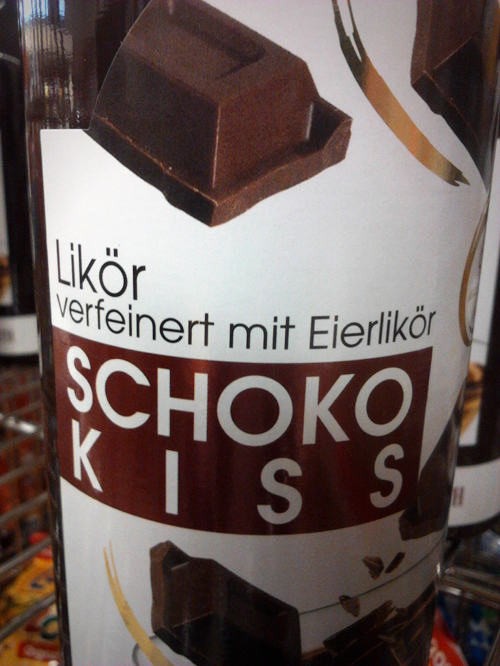 Likör
verfeinert mit Eierlikör
SCHOKO
KISS